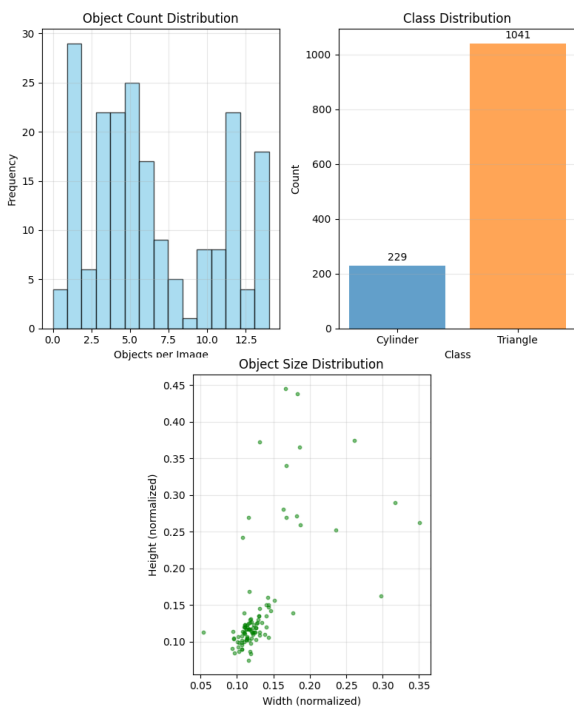 Object Count Distribution
30
25
20
15
10
5
0
Frequency
0.0 2.5 5.0 7.5 10.0 12.5
Objects per Image
Class Distribution
1041
1000
800
600
400
229
200
0
Count
Cylinder Triangle
Class
Object Size Distribution
0.45
0.40
0.35
0.30
0.25
0.20
0.15
0.10
Height (normalized)
0.05 0.10 0.15 0.20 0.25 0.30 0.35
Width (normalized)